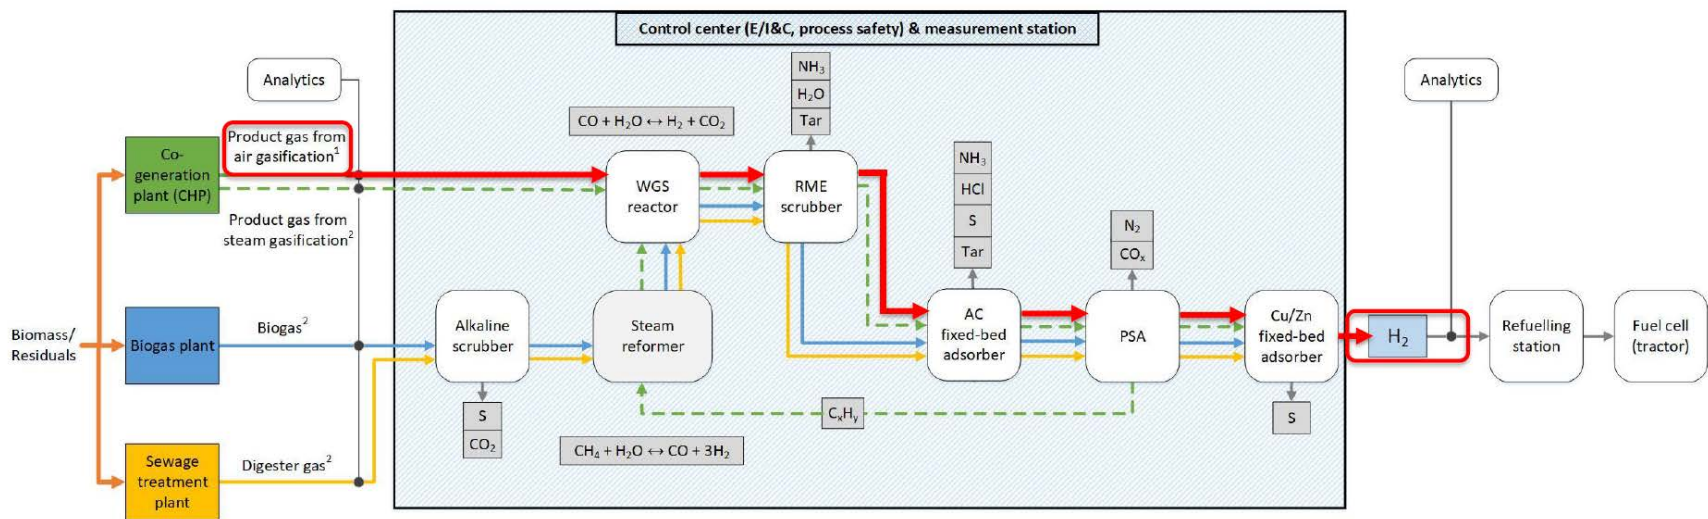 Control center (E/I&C, process safety) & measurement station
Analytics
NH₃
H₂O
Tar
Analytics
CO + H₂O ↔ H₂ + CO₂
Product gas from
air gasification¹
Co-
generation
plant (CHP)
WGS
reactor
RME
scrubber
NH₃
HCl
S
Tar
N₂
COₓ
Product gas from
steam gasification²
Biomass/
Residuals
Biogas plant
Biogas²
Alkaline
scrubber
Steam
reformer
AC
fixed-bed
adsorber
PSA
Cu/Zn
fixed-bed
adsorber
H₂
Refuelling
station
Fuel cell
(tractor)
S
CO₂
CₓHᵧ
S
CH₄ + H₂O ↔ CO + 3H₂
Sewage
treatment
plant
Digester gas²